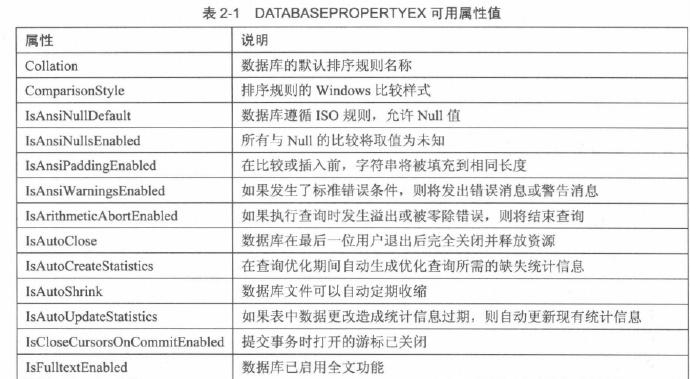 表 2-1 DATABASEPROPERTYEX 可用属性值
属性 说明
Collation 数据库的默认排序规则名称
ComparisonStyle 排序规则的 Windows 比较样式
IsAnsiNullDefault 数据库遵循 ISO 规则，允许 Null 值
IsAnsiNullsEnabled 所有与 Null 的比较将取值为未知
IsAnsiPaddingEnabled 在比较或插入前，字符串将被填充到相同长度
IsAnsiWarningsEnabled 如果发生了标准错误条件，则将发出错误消息或警告消息
IsArithmeticAbortEnabled 如果执行查询时发生溢出或被零除错误，则将结束查询
IsAutoClose 数据库在最后一位用户退出后完全关闭并释放资源
IsAutoCreateStatistics 在查询优化期间自动生成优化查询所需的缺失统计信息
IsAutoShrink 数据库文件可以自动定期收缩
IsAutoUpdateStatistics 如果表中数据更改造成统计信息过期，则自动更新现有统计信息
IsCloseCursorsOnCommitEnabled 提交事务时打开的游标已关闭
IsFulltextEnabled 数据库已启用全文功能